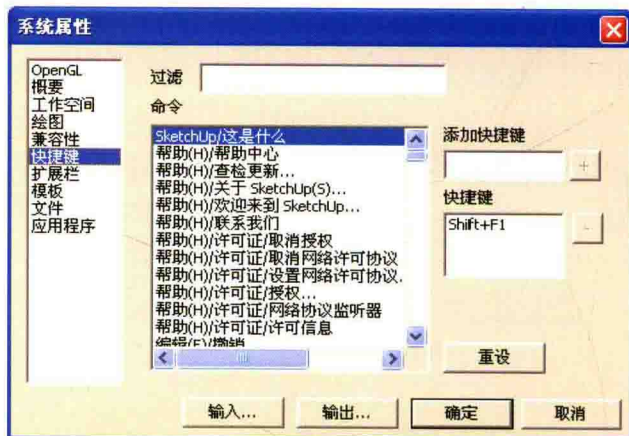 系统属性
OpenGL
概要
工作空间
绘图
兼容性
快捷键
扩展栏
模板
文件
应用程序
过滤
命令
SketchUp/这是什么
帮助(H)/帮助中心
帮助(H)/查检更新...
帮助(H)/关于 SketchUp(S)...
帮助(H)/欢迎来到 SketchUp...
帮助(H)/联系我们
帮助(H)/许可证/取消授权
帮助(H)/许可证/取消网络许可协议
帮助(H)/许可证/设置网络许可协议.
帮助(H)/许可证/授权...
帮助(H)/许可证/网络协议监听器
帮助(H)/许可证/许可信息
编辑(E)/撤销
添加快捷键
+
快捷键
-
Shift+F1
重设
输入...
输出...
确定
取消